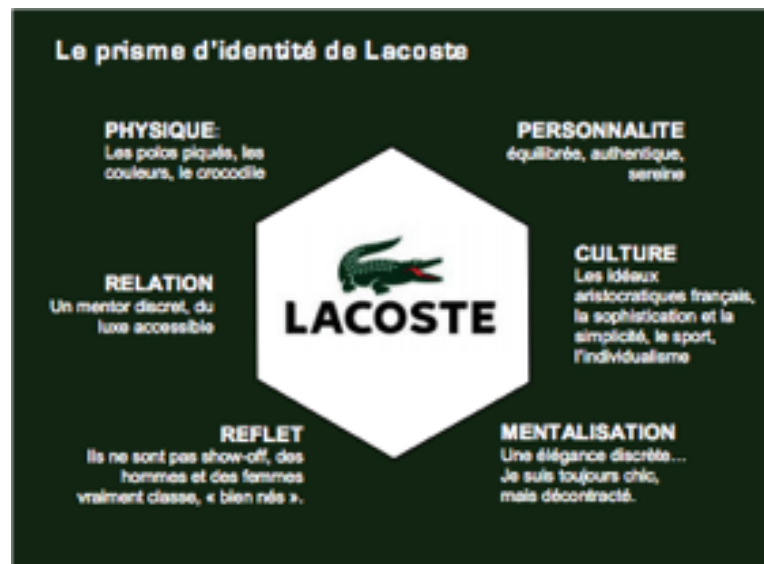 Le prisme d'identité de Lacoste
PHYSIQUE:
Les polos piqués, les
couleurs, le crocodile
PERSONNALITE
équilibrée, authentique,
sereine
RELATION
Un mentor discret, du
luxe accessible
LACOSTE
CULTURE
Les idéaux
aristocratiques français,
la sophistication et la
simplicité, le sport,
l'individualisme
REFLET
Ils ne sont pas show-off, des
hommes et des femmes
vraiment classe, « bien nés ».
MENTALISATION
Une élégance discrète...
Je suis toujours chic,
mais décontracté.